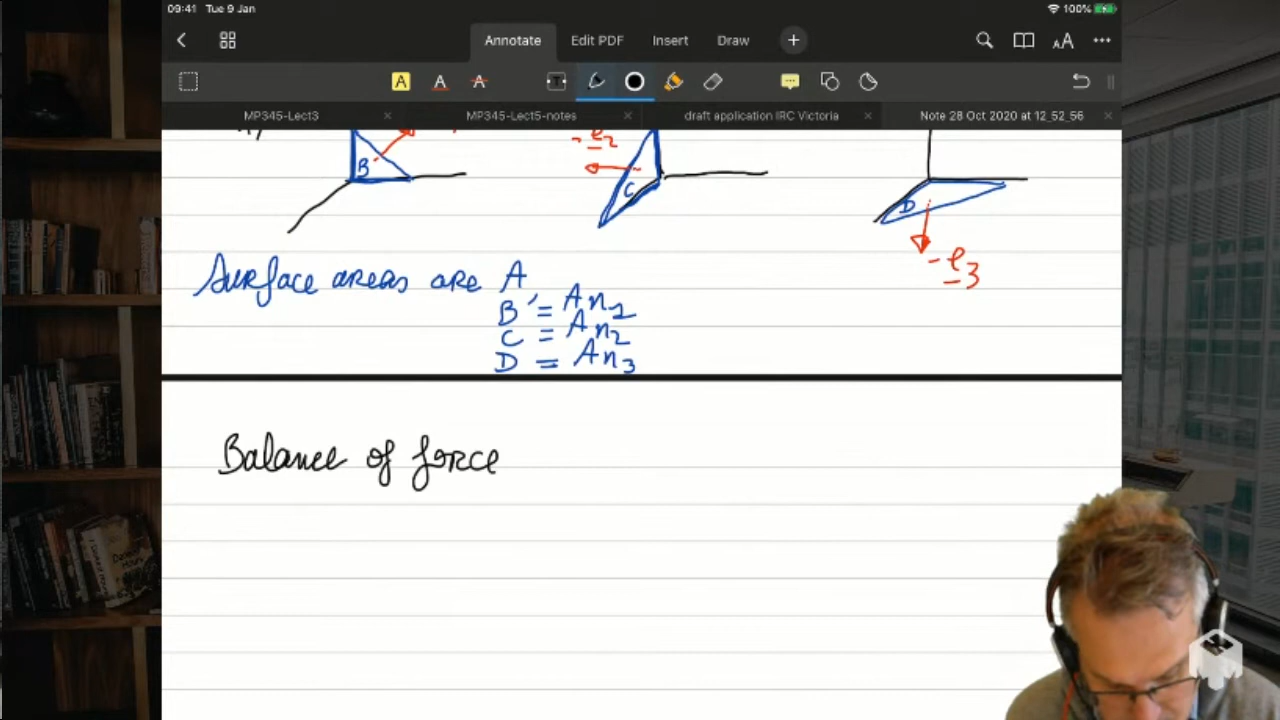 09:41 Tue 9 Jan 100%
Annotate Edit PDF Insert Draw
MP345-Lect3 MP345-Lect5-notes draft application IRC Victoria Note 28 Oct 2020 at 12_52_56
B - e2 C D
- e3
Surface areas are A,
B = An1
C = An2
D = An3
Balance of force